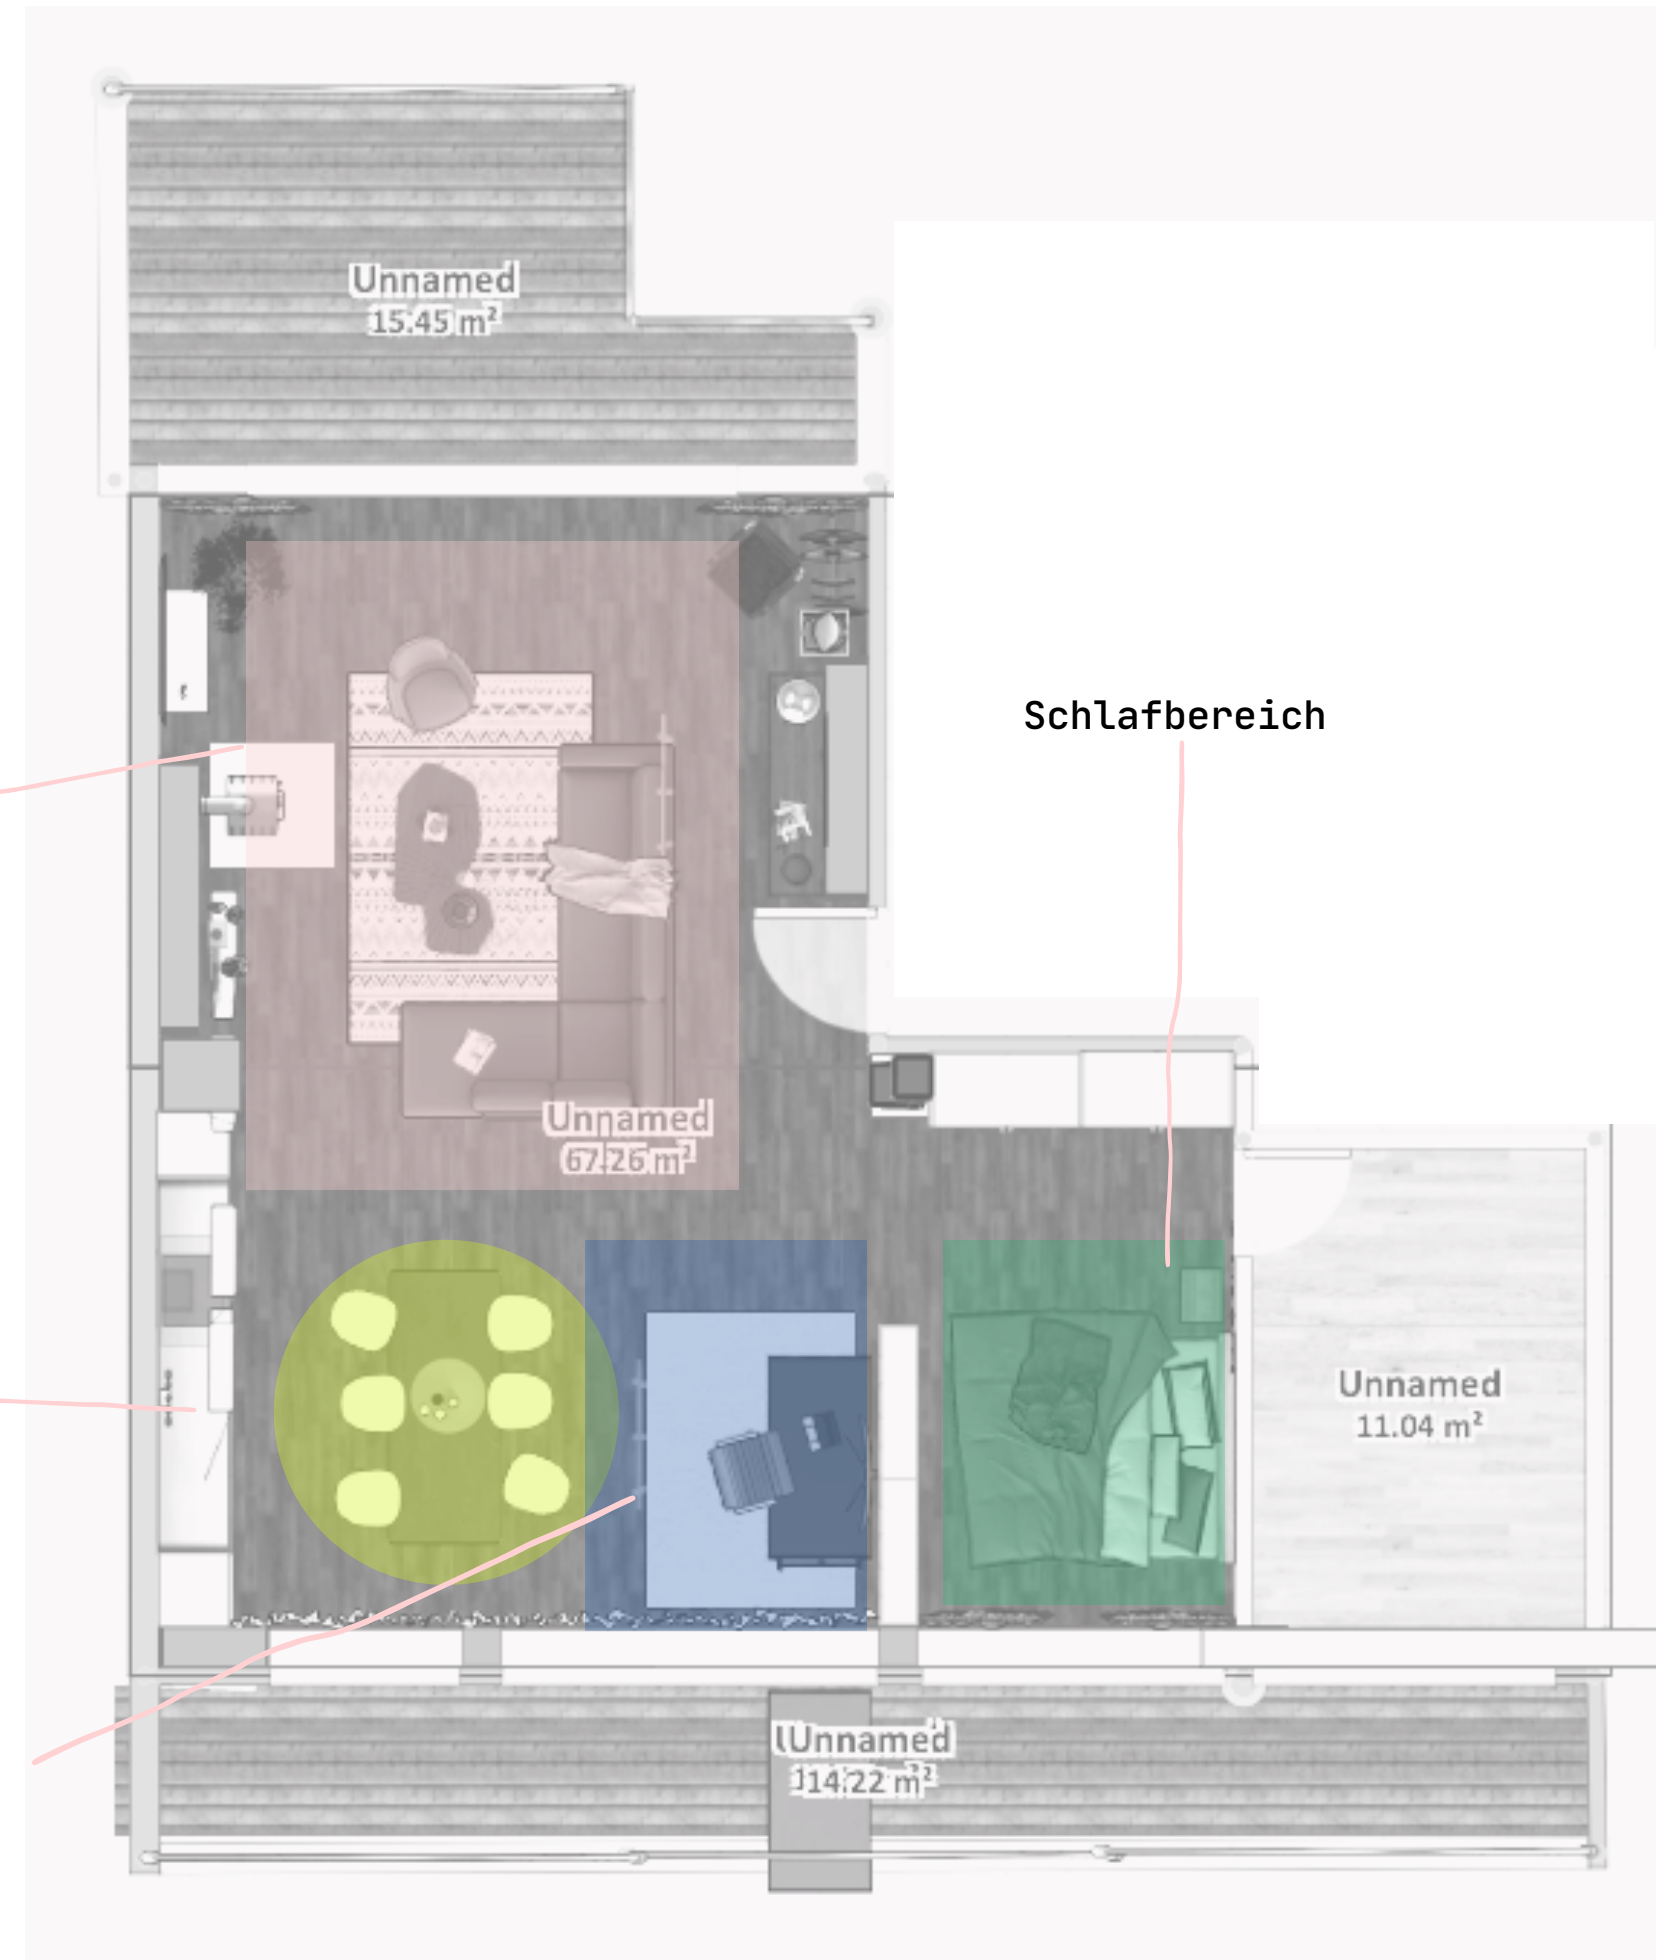 Unnamed
15.45 m²
Schlafbereich
Unnamed
67.26 m²
Unnamed
11.04 m²
Unnamed
14.22 m²